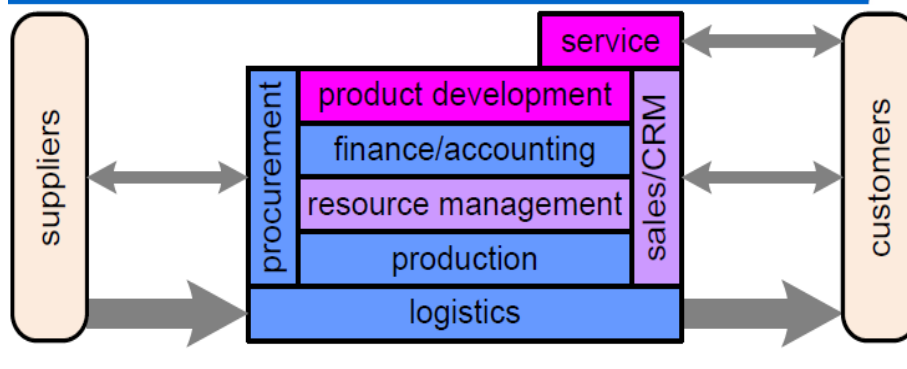 service
suppliers
procurement
product development
finance/accounting
resource management
production
sales/CRM
customers
logistics